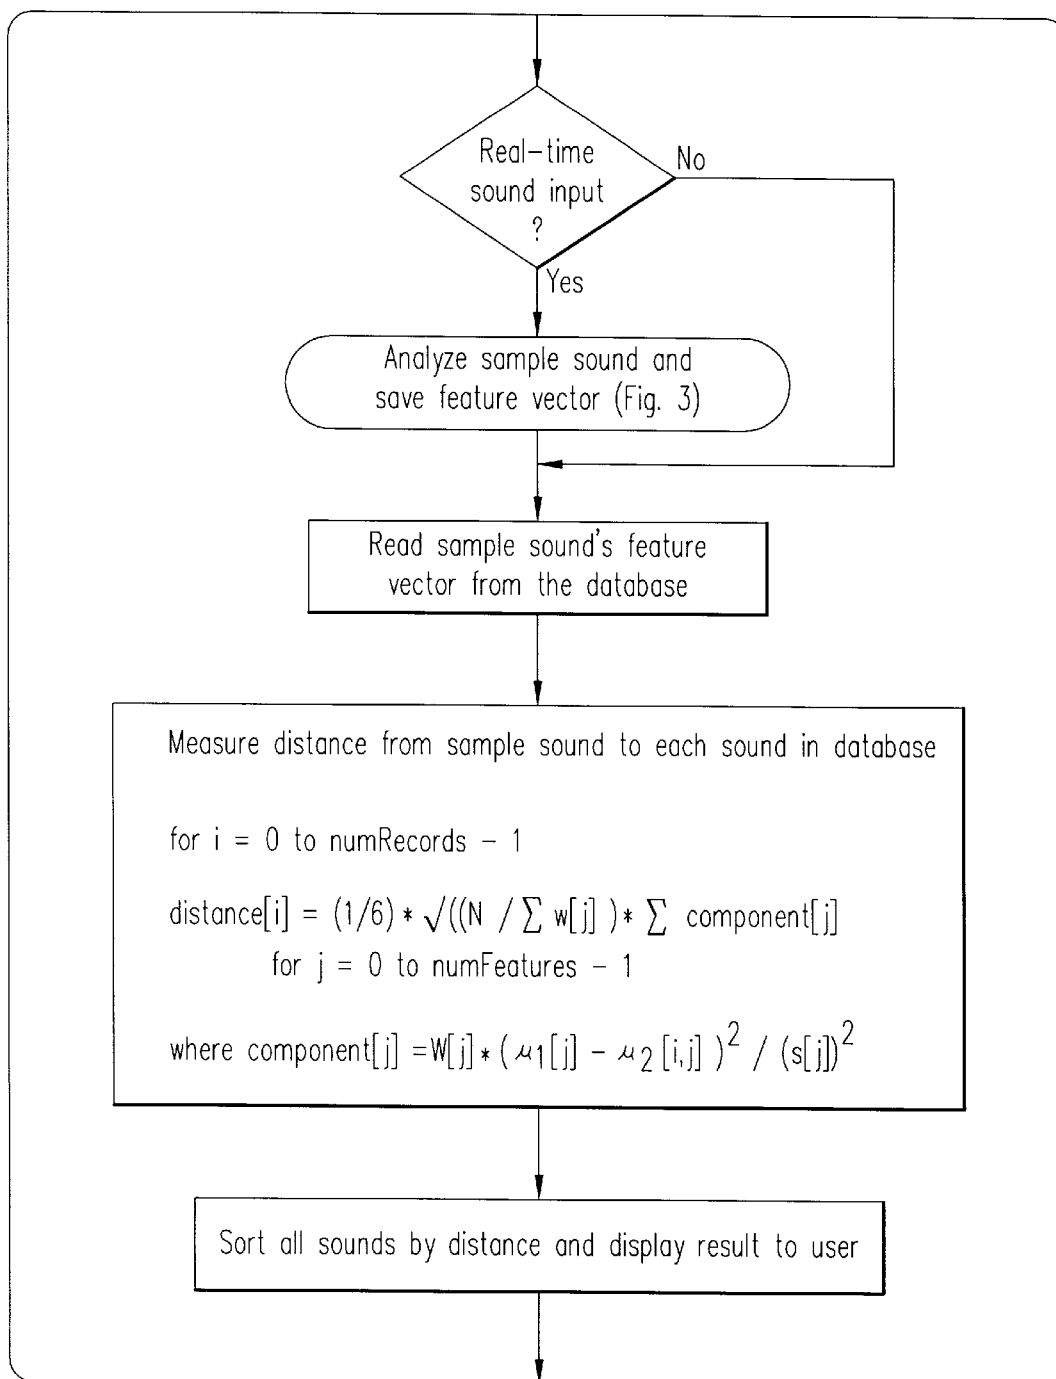 Real-time
sound input
?
No
Yes
Analyze sample sound and
save feature vector (Fig. 3)
Read sample sound's feature
vector from the database
Measure distance from sample sound to each sound in database
for i = 0 to numRecords - 1
distance[i] = (1/6) * √((N / ∑ w[j] ) * ∑ component[j]
for j = 0 to numFeatures - 1
where component[j] =W[j] * ( μ1[j] - μ2[i,j] )² / (s[j])²
Sort all sounds by distance and display result to user